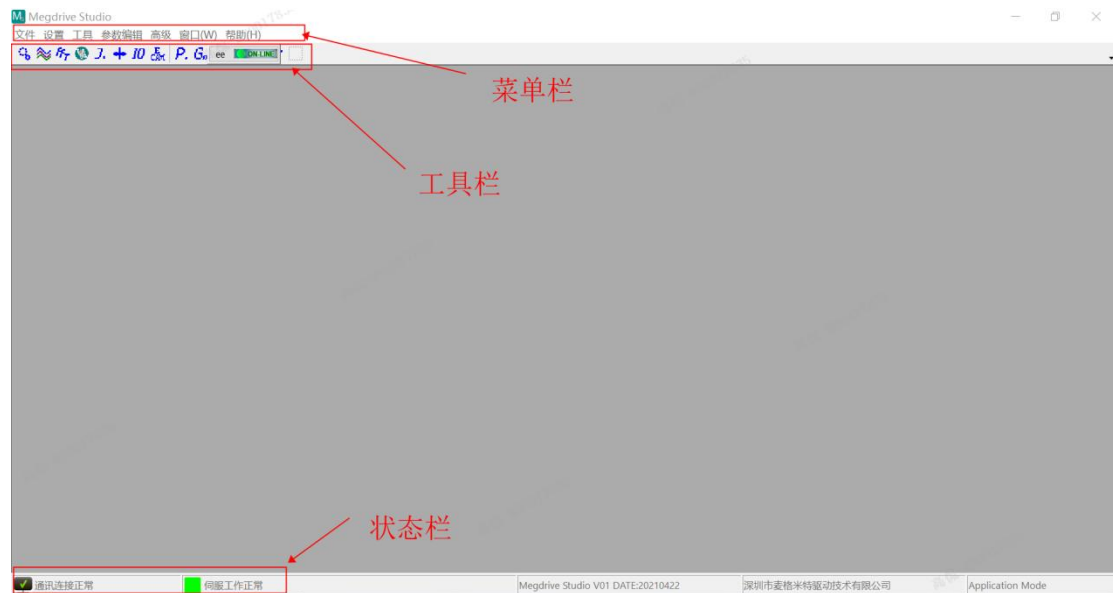 Megdrive Studio
文件 设置 工具 参数编辑 高级 窗口(W) 帮助(H)
FFT J. IO P. ee ON-LINE
菜单栏
工具栏
状态栏
通讯连接正常 伺服工作正常 Megdrive Studio V01 DATE:20210422 深圳市麦格米特驱动技术有限公司 Application Mode